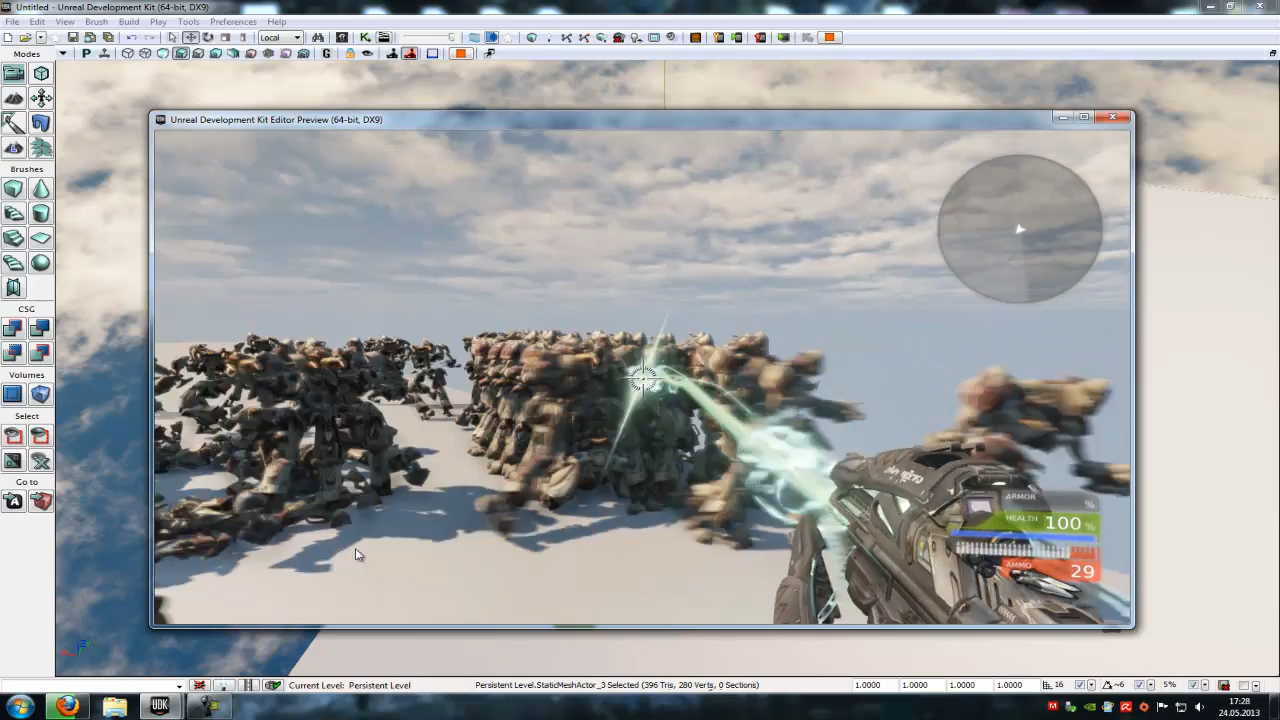 Untitled - Unreal Development Kit (64-bit, DX9)
File Edit View Brush Build Play Tools Preferences Help
Local
P G
Modes
Unreal Development Kit Editor Preview (64-bit, DX9)
Brushes
CSG
Volumes
Select
Go to
ARMOR
%
HEALTH 100 %
AMMO 29
Current Level: Persistent Level
Persistent Level.StaticMeshActor_3 Selected (396 Tris, 280 Verts, 0 Sections)
1.0000 1.0000 1.0000 1.0000 16 ~6 5%
UDK
17:28
24.05.2013